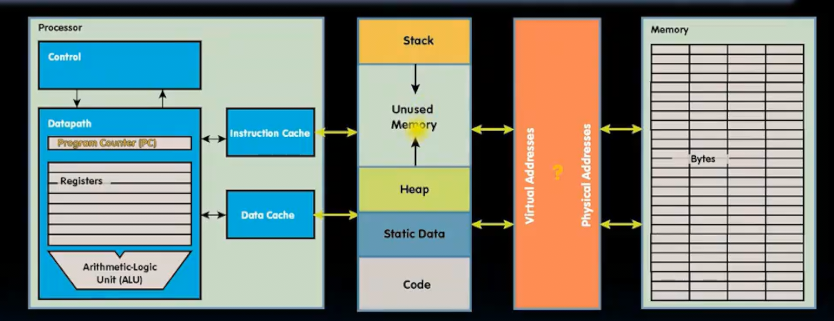 Processor
Control
Datapath
Program Counter (PC)
Registers
Arithmetic-Logic
Unit (ALU)
Instruction Cache
Data Cache
Stack
Unused
Memory
Heap
Static Data
Code
Virtual Addresses
?
Physical Addresses
Memory
Bytes